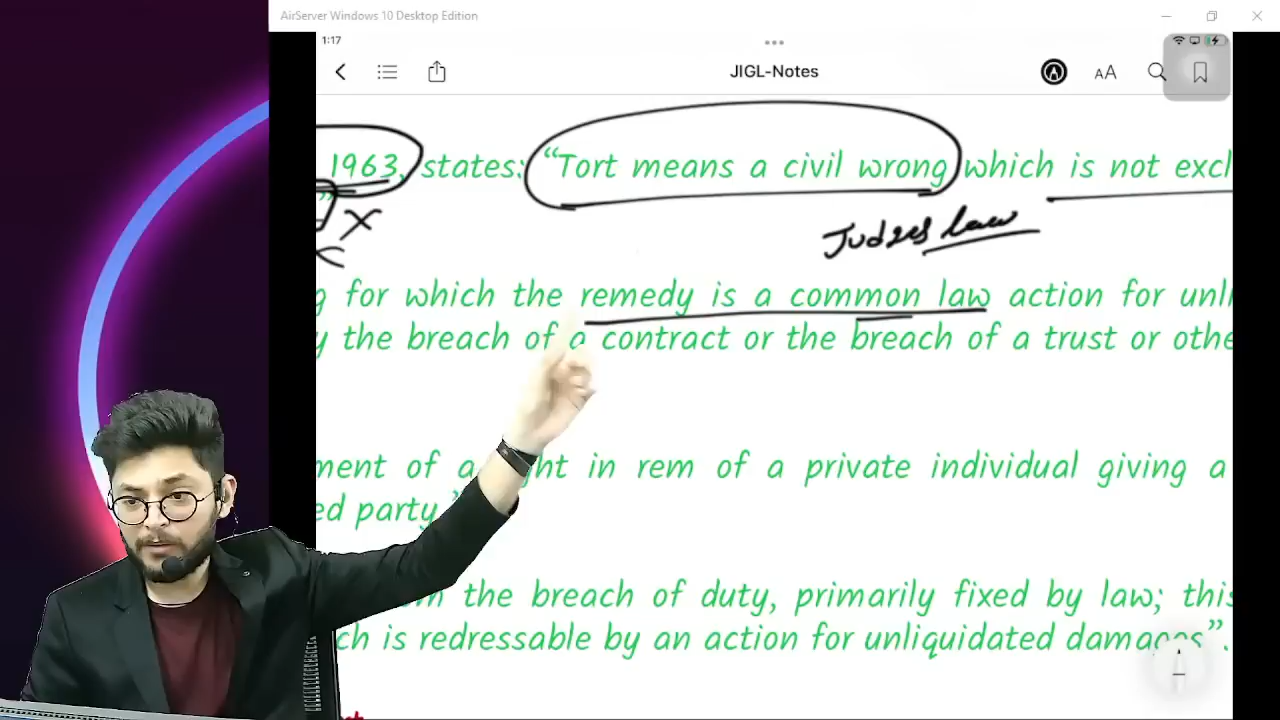 AirServer Windows 10 Desktop Edition
1:17
JIGL-Notes
AA
1963, states: “Tort means a civil wrong which is not excl
”
X
Judges law
g for which the remedy is a common law action for unli
y the breach of a contract or the breach of a trust or othe
ment of a right in rem of a private individual giving a
ed party.”
the breach of duty, primarily fixed by law; this
ch is redressable by an action for unliquidated damages”.